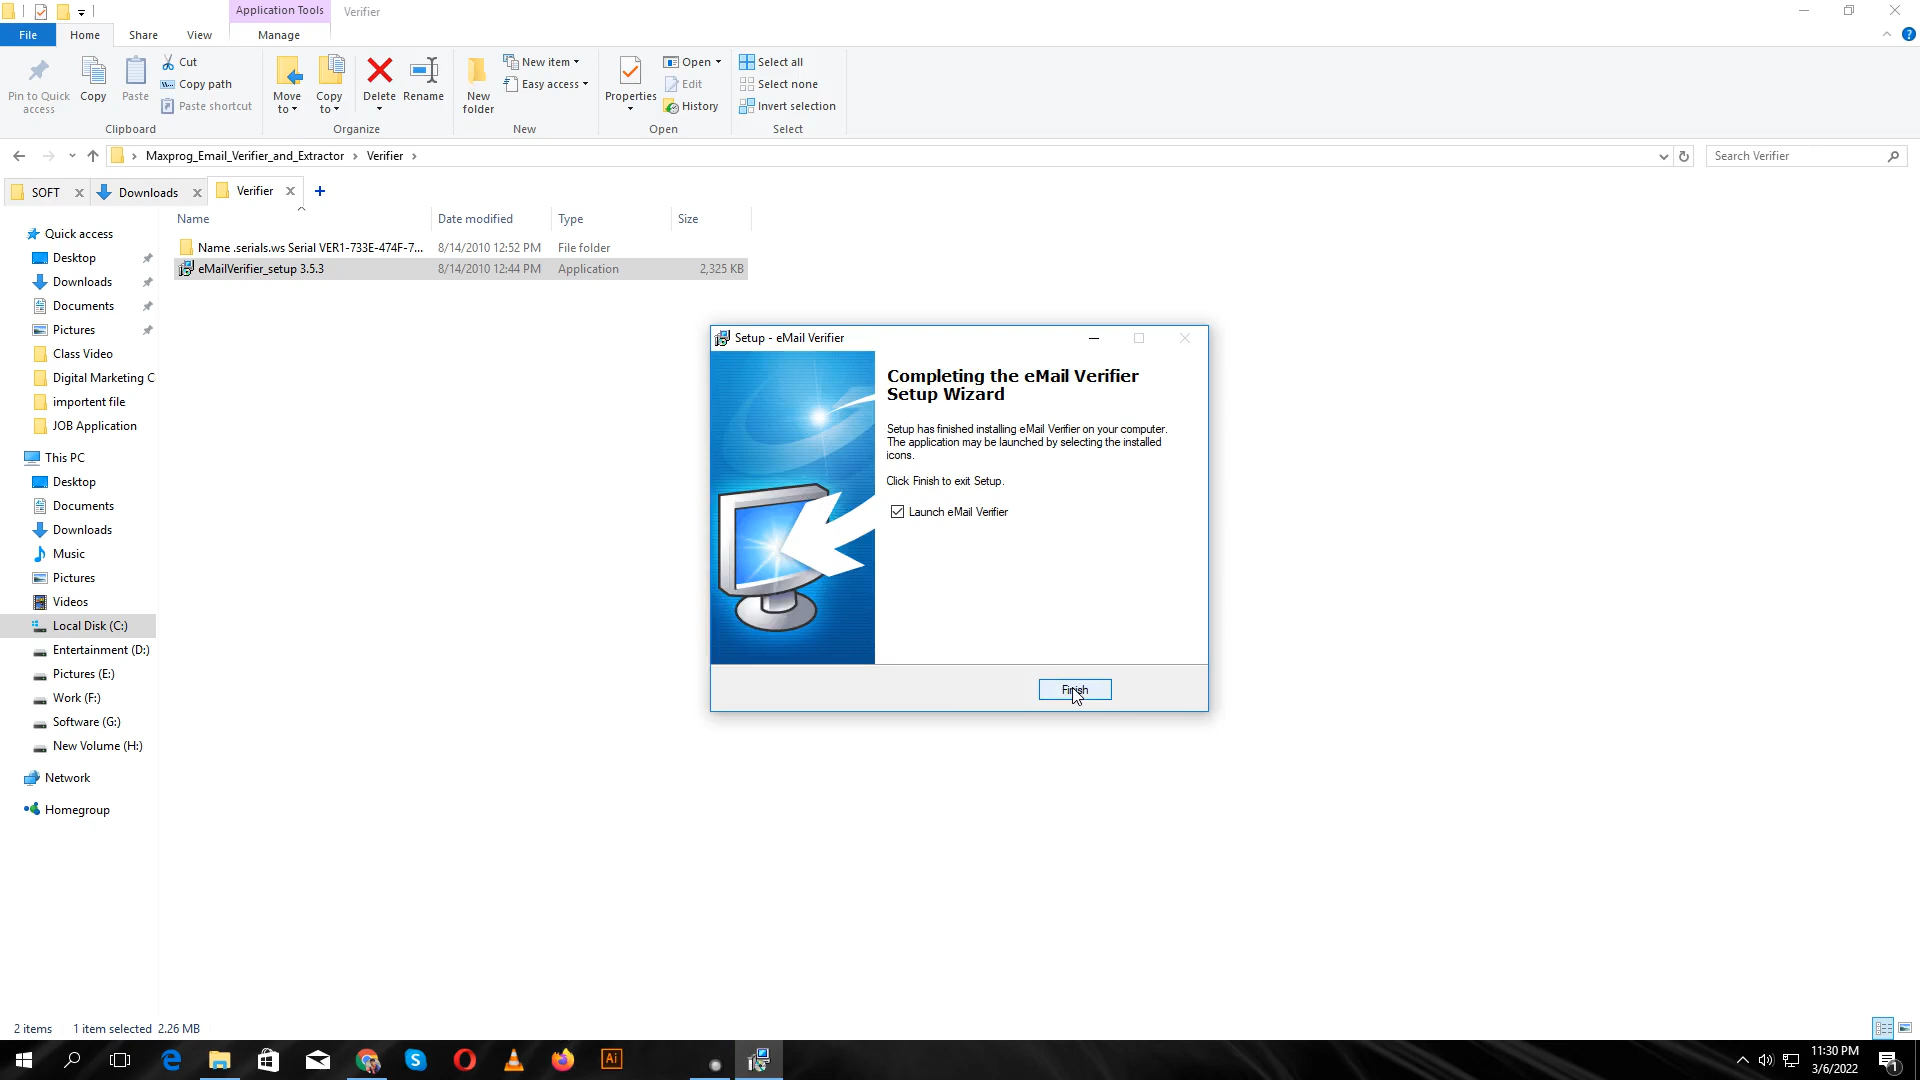 Application Tools
Verifier
File
Home
Share
View
Manage
Pin to Quick access
Copy
Paste
Cut
Copy path
Paste shortcut
Clipboard
Move to
Copy to
Delete
Rename
Organize
New folder
New item
Easy access
New
Properties
Open
Edit
History
Open
Select all
Select none
Invert selection
Select
Maxprog_Email_Verifier_and_Extractor
Verifier
Search Verifier
SOFT
Downloads
Verifier
Name
Date modified
Type
Size
Name .serials.ws Serial VER1-733E-474F-7... 8/14/2010 12:52 PM File folder
eMailVerifier_setup 3.5.3 8/14/2010 12:44 PM Application 2,325 KB
Quick access
Desktop
Downloads
Documents
Pictures
Class Video
Digital Marketing C
importent file
JOB Application
This PC
Desktop
Documents
Downloads
Music
Pictures
Videos
Local Disk (C:)
Entertainment (D:)
Pictures (E:)
Work (F:)
Software (G:)
New Volume (H:)
Network
Homegroup
Setup - eMail Verifier
Completing the eMail Verifier
Setup Wizard
Setup has finished installing eMail Verifier on your computer.
The application may be launched by selecting the installed
icons.
Click Finish to exit Setup.
Launch eMail Verifier
Finish
2 items
1 item selected 2.26 MB
Ai
11:30 PM
3/6/2022
1